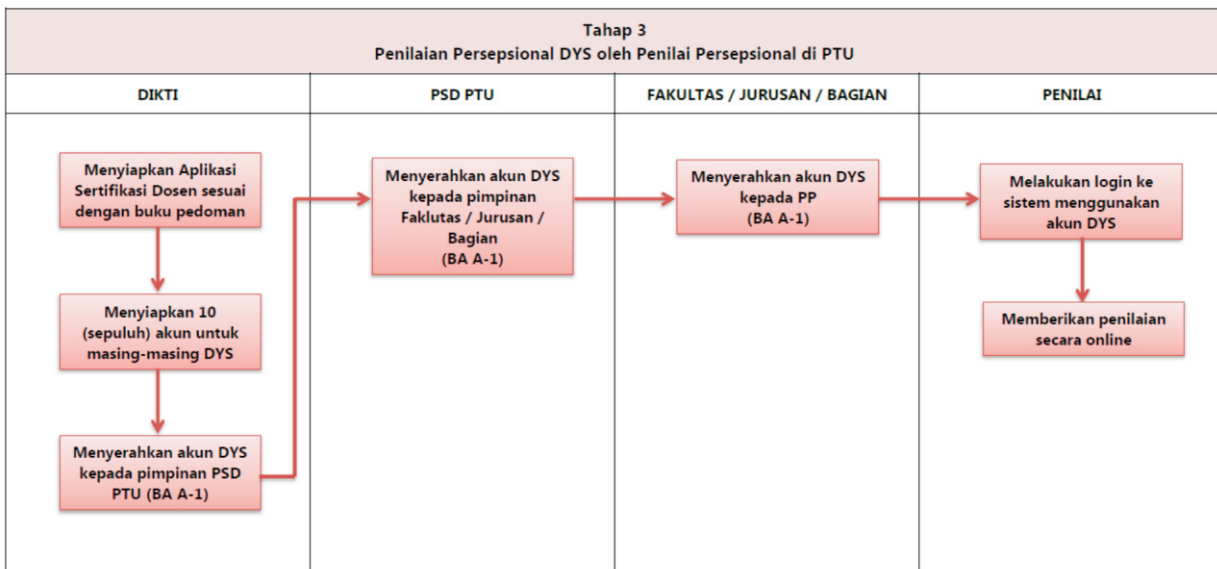 Tahap 3
Penilaian Persepsional DYS oleh Penilai Persepsional di PTU
DIKTI
PSD PTU
FAKULTAS / JURUSAN / BAGIAN
PENILAI
Menyiapkan Aplikasi
Sertifikasi Dosen sesuai
dengan buku pedoman
Menyiapkan 10
(sepuluh) akun untuk
masing-masing DYS
Menyerahkan akun DYS
kepada pimpinan PSD
PTU (BA A-1)
Menyerahkan akun DYS
kepada pimpinan
Faklutas / Jurusan /
Bagian
(BA A-1)
Menyerahkan akun DYS
kepada PP
(BA A-1)
Melakukan login ke
sistem menggunakan
akun DYS
Memberikan penilaian
secara online